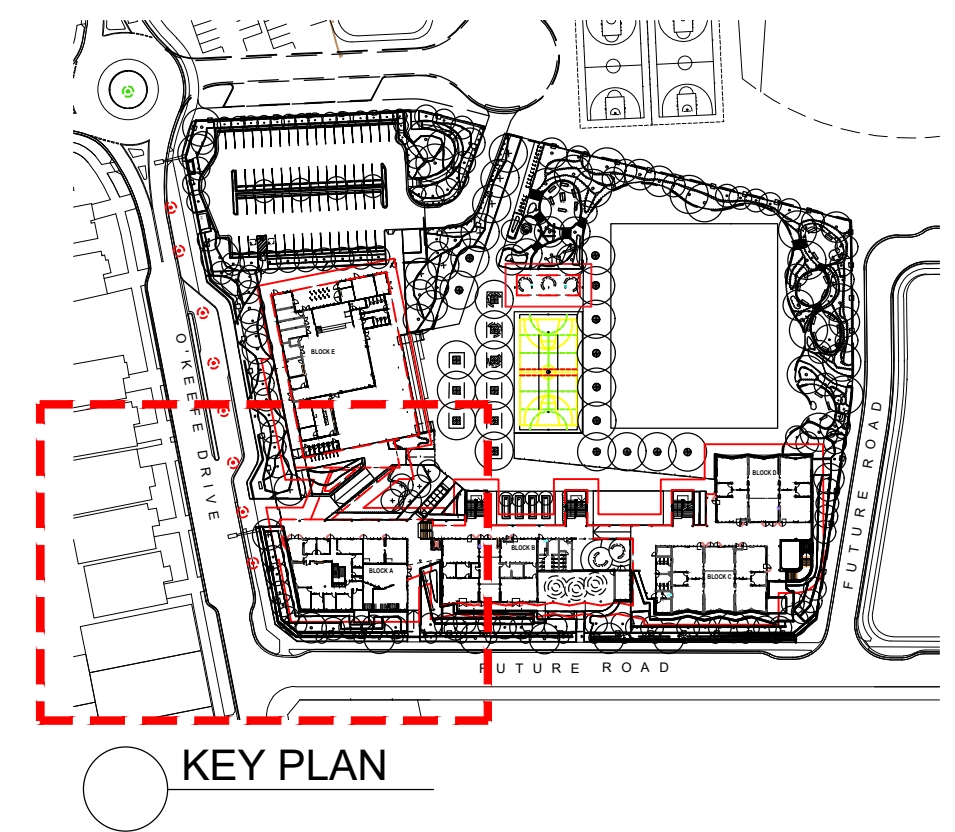 BLOCK E
O'KEEFE DRIVE
BLOCK D
FUTURE ROAD
BLOCK B
BLOCK A
BLOCK C
FUTURE ROAD
KEY PLAN